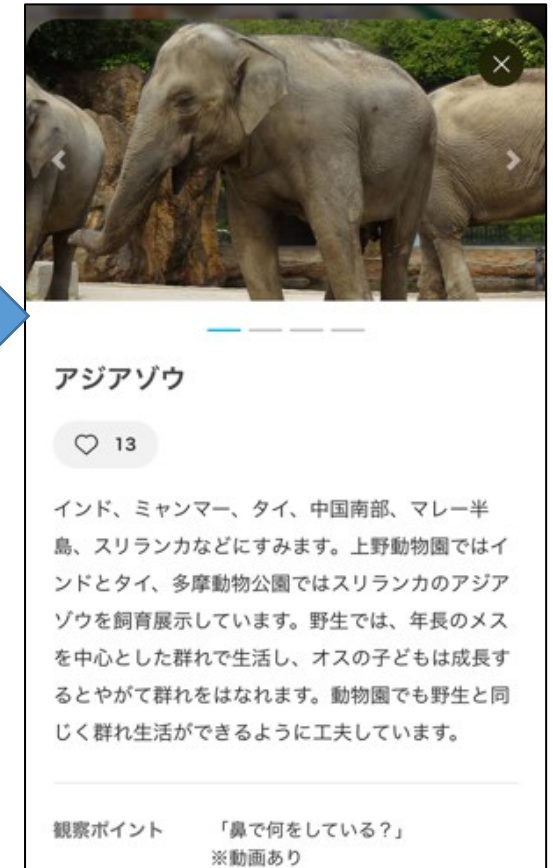 アジアゾウ
13
インド、ミャンマー、タイ、中国南部、マレー半
島、スリランカなどにすみます。上野動物園ではイ
ンドとタイ、多摩動物公園ではスリランカのアジア
ゾウを飼育展示しています。野生では、年長のメス
を中心とした群れで生活し、オスの子どもは成長す
るとやがて群れをはなれます。動物園でも野生と同
じく群れ生活ができるように工夫しています。
観察ポイント 「鼻で何をしている？」
※動画あり